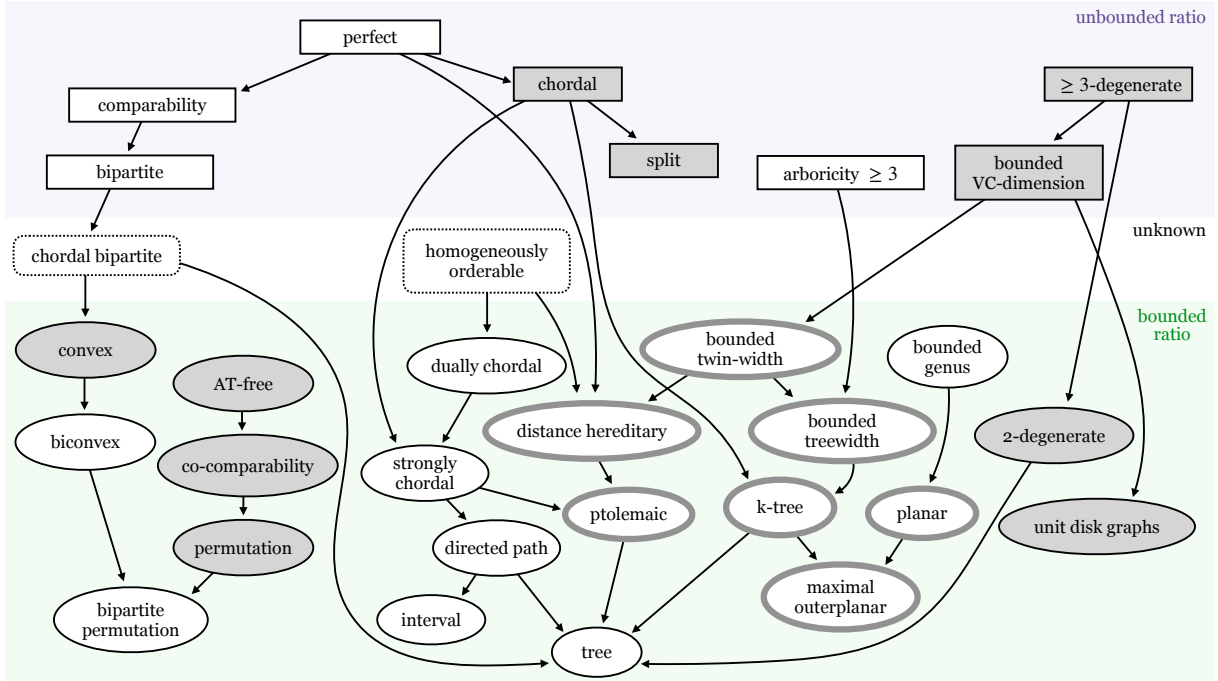 unbounded ratio
perfect
chordal
≥ 3-degenerate
comparability
split
bounded
VC-dimension
bipartite
arboricity ≥ 3
unknown
chordal bipartite
homogeneously
orderable
bounded
ratio
convex
bounded
twin-width
bounded
genus
dually chordal
AT-free
biconvex
distance hereditary
bounded
treewidth
2-degenerate
co-comparability
strongly
chordal
ptolemaic
k-tree
planar
unit disk graphs
permutation
directed path
maximal
outerplanar
bipartite
permutation
interval
tree